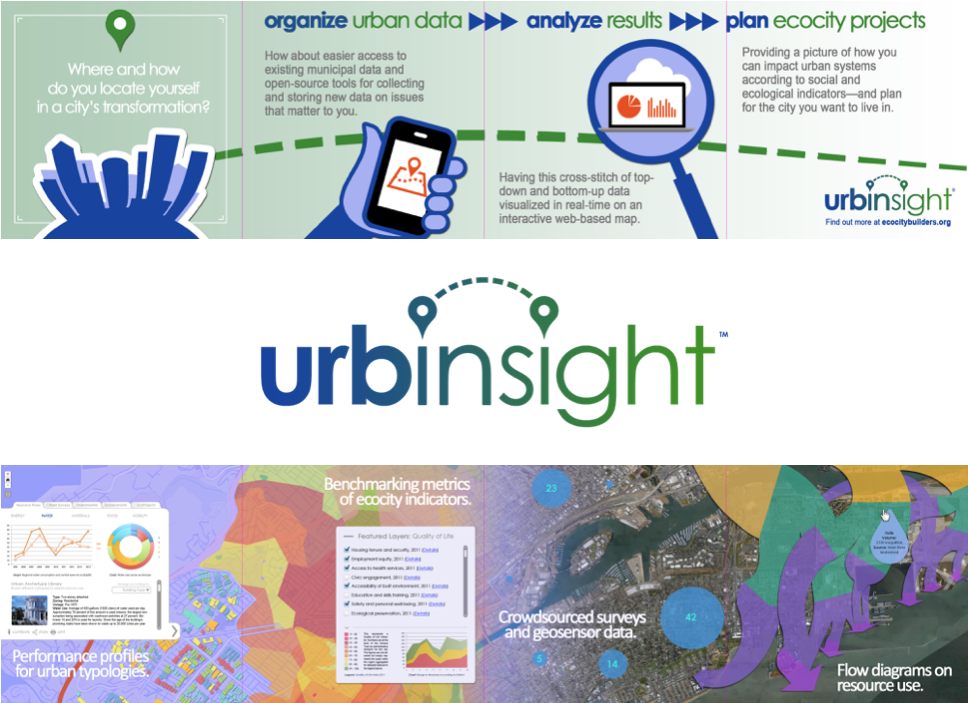 Where and how
do you locate yourself
in a city's transformation?
organize urban data
How about easier access to
existing municipal data and
open-source tools for collecting
and storing new data on issues
that matter to you.
analyze results
Having this cross-stitch of top-
down and bottom-up data
visualized in real-time on an
interactive web-based map.
plan ecocity projects
Providing a picture of how you
can impact urban systems
according to social and
ecological indicators—and plan
for the city you want to live in.
urbinsight
Find out more at ecocitybuilders.org
urbinsight™
WATER
Urban Archetype Library
Performance profiles
for urban typologies.
Benchmarking metrics
of ecocity indicators.
Featured Layers: Quality of Life
Housing tenure and security, 2011 (Details)
Employment equity, 2011 (Details)
Access to health services, 2011 (Details)
Civic engagement, 2011 (Details)
Accessibility of built environment, 2011 (Details)
Education and skills training, 2011 (Details)
Safety and personal well-being, 2011 (Details)
Ecological preservation, 2011 (Details)
23
42
5
14
Crowdsourced surveys
and geosensor data.
Flow diagrams on
resource use.